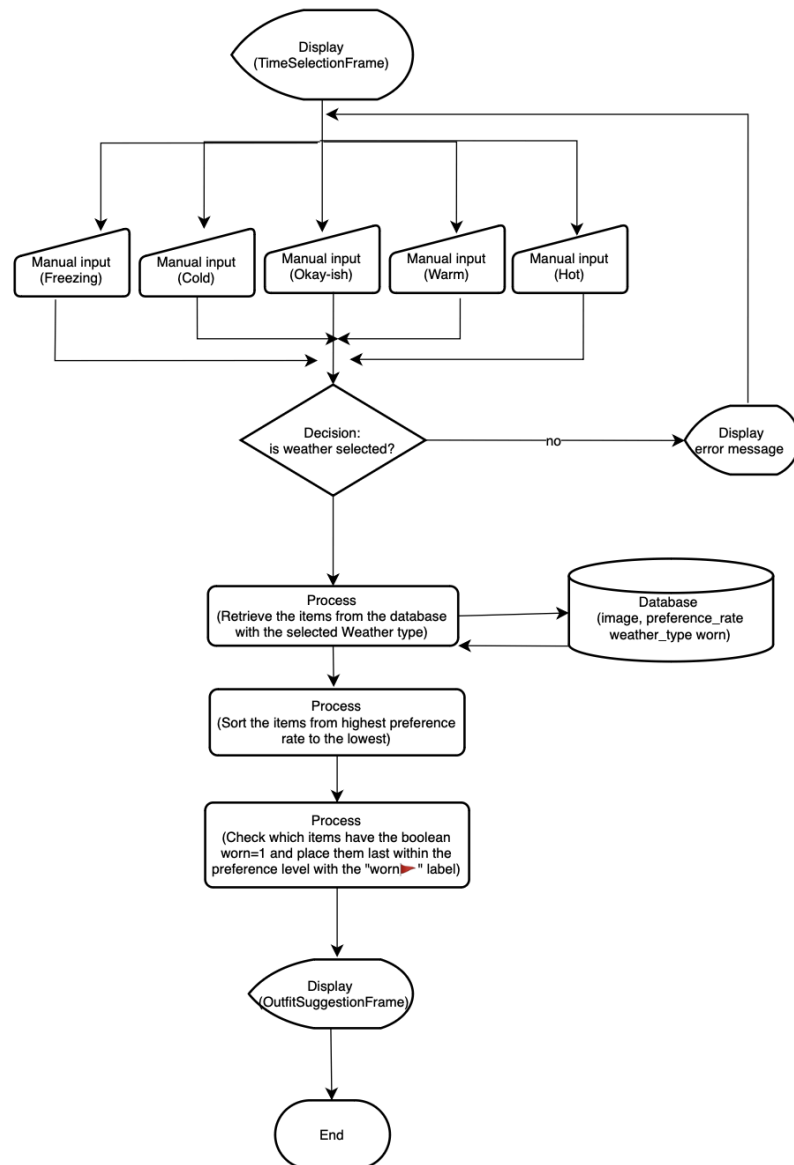 Display
(TimeSelectionFrame)
Manual input
(Freezing)
Manual input
(Cold)
Manual input
(Okay-ish)
Manual input
(Warm)
Manual input
(Hot)
Decision:
is weather selected?
no
Display
error message
Process
(Retrieve the items from the database
with the selected Weather type)
Database
(image, preference_rate
weather_type worn)
Process
(Sort the items from highest preference
rate to the lowest)
Process
(Check which items have the boolean
worn=1 and place them last within the
preference level with the "worn🚩" label)
Display
(OutfitSuggestionFrame)
End